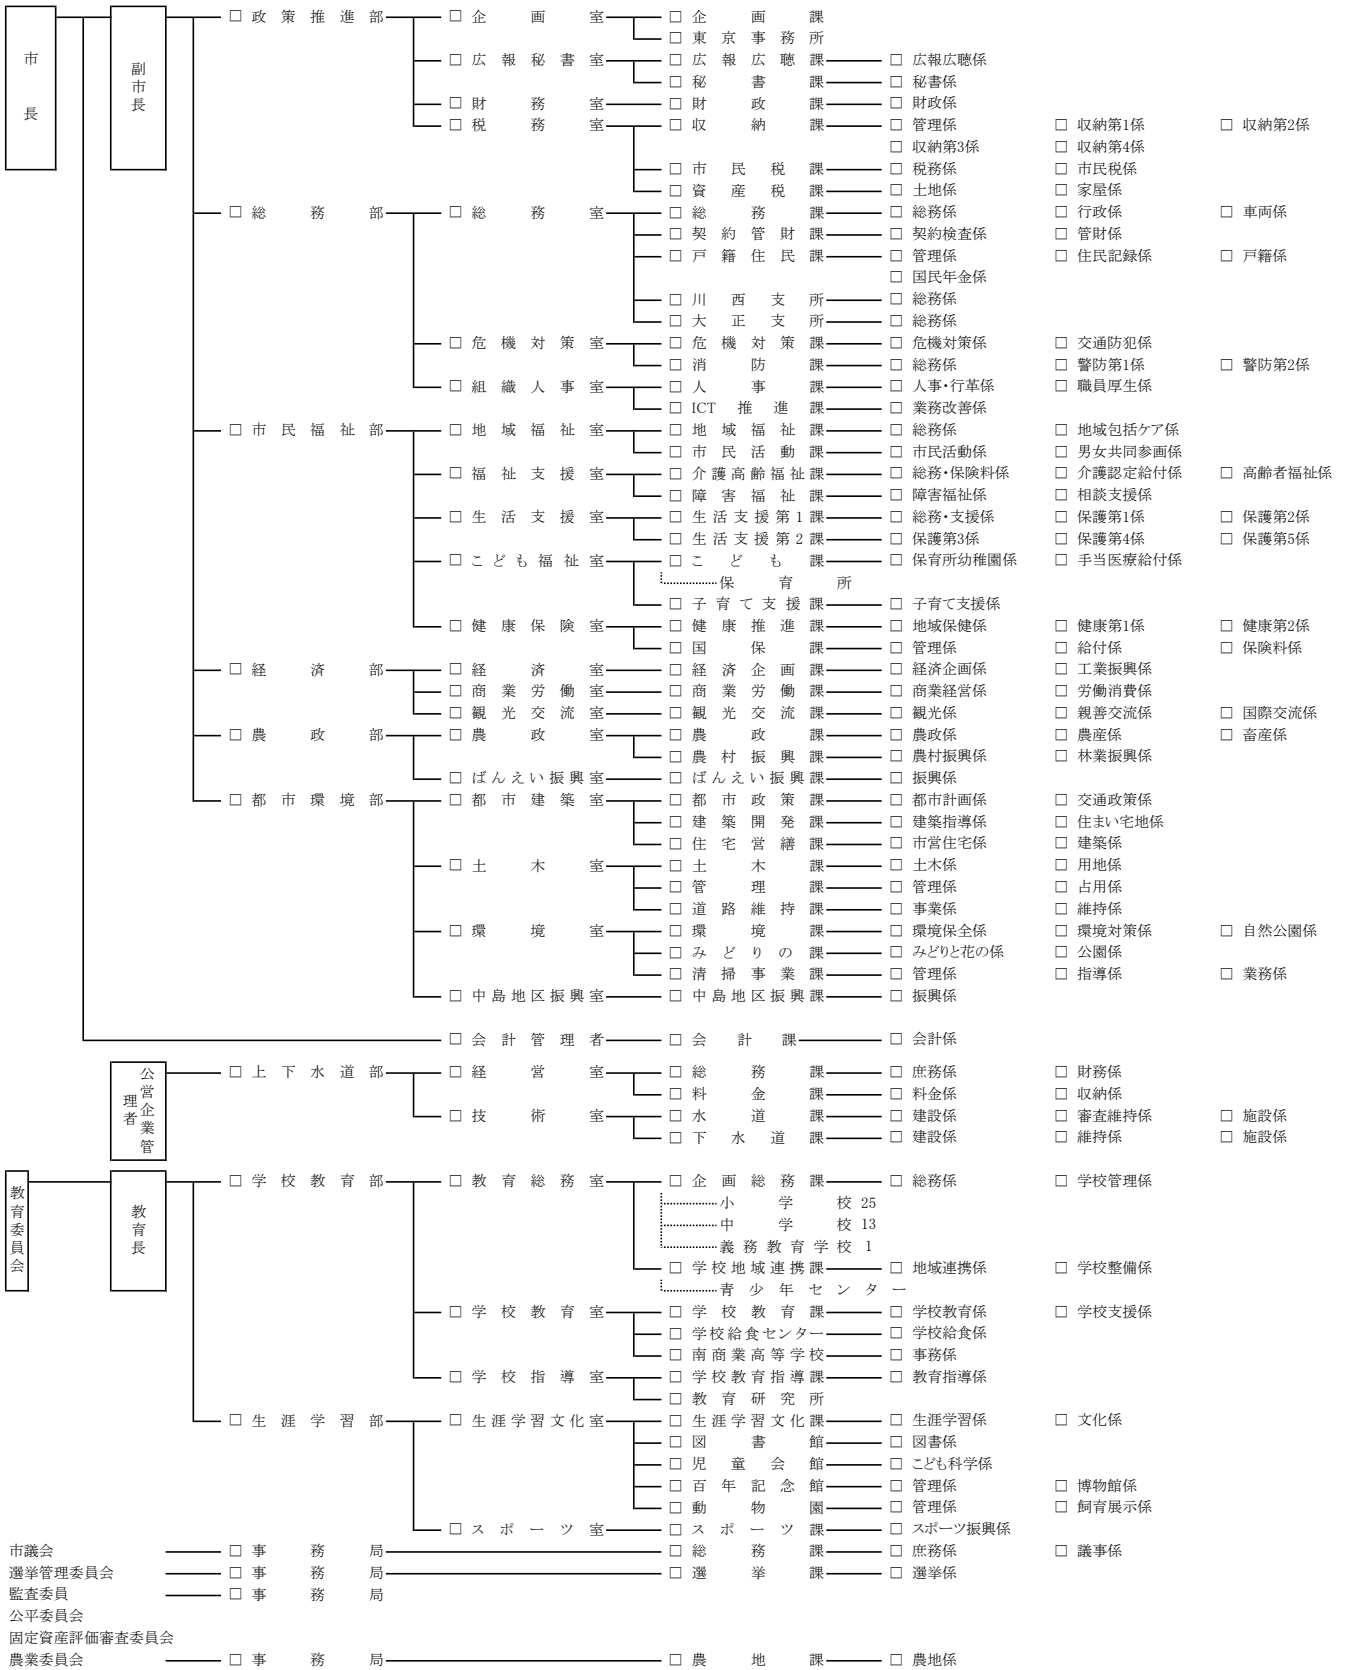 市長
副市長
□ 政策推進部 □ 企画室 □ 企画課
□ 東京事務所
□ 広報秘書室 □ 広報広聴課 □ 広報広聴係
□ 秘書課 □ 秘書係
□ 財務室 □ 財政課 □ 財政係
□ 税務室 □ 収納課 □ 管理係 □ 収納第1係 □ 収納第2係
□ 収納第3係 □ 収納第4係
□ 市民税課 □ 税務係 □ 市民税係
□ 資産税課 □ 土地係 □ 家屋係
□ 総務部 □ 総務室 □ 総務課 □ 総務係 □ 行政係 □ 車両係
□ 契約管財課 □ 契約検査係 □ 管財係
□ 戸籍住民課 □ 管理係 □ 住民記録係 □ 戸籍係
□ 国民年金係
□ 川西支所 □ 総務係
□ 大正支所 □ 総務係
□ 危機対策室 □ 危機対策課 □ 危機対策係 □ 交通防犯係
□ 消防課 □ 総務係 □ 警防第1係 □ 警防第2係
□ 組織人事室 □ 人事課 □ 人事・行革係 □ 職員厚生係
□ ICT推進課 □ 業務改善係
□ 市民福祉部 □ 地域福祉室 □ 地域福祉課 □ 総務係 □ 地域包括ケア係
□ 市民活動課 □ 市民活動係 □ 男女共同参画係
□ 福祉支援室 □ 介護高齢福祉課 □ 総務・保険料係 □ 介護認定給付係 □ 高齢者福祉係
□ 障害福祉課 □ 障害福祉係 □ 相談支援係
□ 生活支援室 □ 生活支援第1課 □ 総務・支援係 □ 保護第1係 □ 保護第2係
□ 生活支援第2課 □ 保護第3係 □ 保護第4係 □ 保護第5係
□ こども福祉室 □ こども課 □ 保育所幼稚園係 □ 手当医療給付係
保育所
□ 子育て支援課 □ 子育て支援係
□ 健康保険室 □ 健康推進課 □ 地域保健係 □ 健康第1係 □ 健康第2係
□ 国保課 □ 管理係 □ 給付係 □ 保険料係
□ 経済部 □ 経済室 □ 経済企画課 □ 経済企画係 □ 工業振興係
□ 商業労働室 □ 商業労働課 □ 商業経営係 □ 労働消費係
□ 観光交流室 □ 観光交流課 □ 観光係 □ 親善交流係 □ 国際交流係
□ 農政部 □ 農政室 □ 農政課 □ 農政係 □ 農産係 □ 畜産係
□ 農村振興課 □ 農村振興係 □ 林業振興係
□ ばんえい振興室 □ ばんえい振興課 □ 振興係
□ 都市環境部 □ 都市建築室 □ 都市政策課 □ 都市計画係 □ 交通政策係
□ 建築開発課 □ 建築指導係 □ 住まい宅地係
□ 住宅営繕課 □ 市営住宅係 □ 建築係
□ 土木室 □ 土木課 □ 土木係 □ 用地係
□ 管理課 □ 管理係 □ 占用係
□ 道路維持課 □ 事業係 □ 維持係
□ 環境室 □ 環境課 □ 環境保全係 □ 環境対策係 □ 自然公園係
□ みどりの課 □ みどりと花の係 □ 公園係
□ 清掃事業課 □ 管理係 □ 指導係 □ 業務係
□ 中島地区振興室 □ 中島地区振興課 □ 振興係
□ 会計管理者 □ 会計課 □ 会計係
公営企業管理者
□ 上下水道部 □ 経営室 □ 総務課 □ 庶務係 □ 財務係
□ 料金課 □ 料金係 □ 収納係
□ 技術室 □ 水道課 □ 建設係 □ 審査維持係 □ 施設係
□ 下水道課 □ 建設係 □ 維持係 □ 施設係
教育委員会
教育長
□ 学校教育部 □ 教育総務室 □ 企画総務課 □ 総務係 □ 学校管理係
小学校 25
中学校 13
義務教育学校 1
□ 学校地域連携課 □ 地域連携係 □ 学校整備係
青少年センター
□ 学校教育室 □ 学校教育課 □ 学校教育係 □ 学校支援係
□ 学校給食センター □ 学校給食係
□ 南商業高等学校 □ 事務係
□ 学校指導室 □ 学校教育指導課 □ 教育指導係
□ 教育研究所
□ 生涯学習部 □ 生涯学習文化室 □ 生涯学習文化課 □ 生涯学習係 □ 文化係
□ 図書館 □ 図書係
□ 児童会館 □ こども科学係
□ 百年記念館 □ 管理係 □ 博物館係
□ 動物園 □ 管理係 □ 飼育展示係
□ スポーツ室 □ スポーツ課 □ スポーツ振興係
市議会 □ 事務局 □ 総務課 □ 庶務係 □ 議事係
選挙管理委員会 □ 事務局 □ 選挙課 □ 選挙係
監査委員 □ 事務局
公平委員会
固定資産評価審査委員会
農業委員会 □ 事務局 □ 農地課 □ 農地係